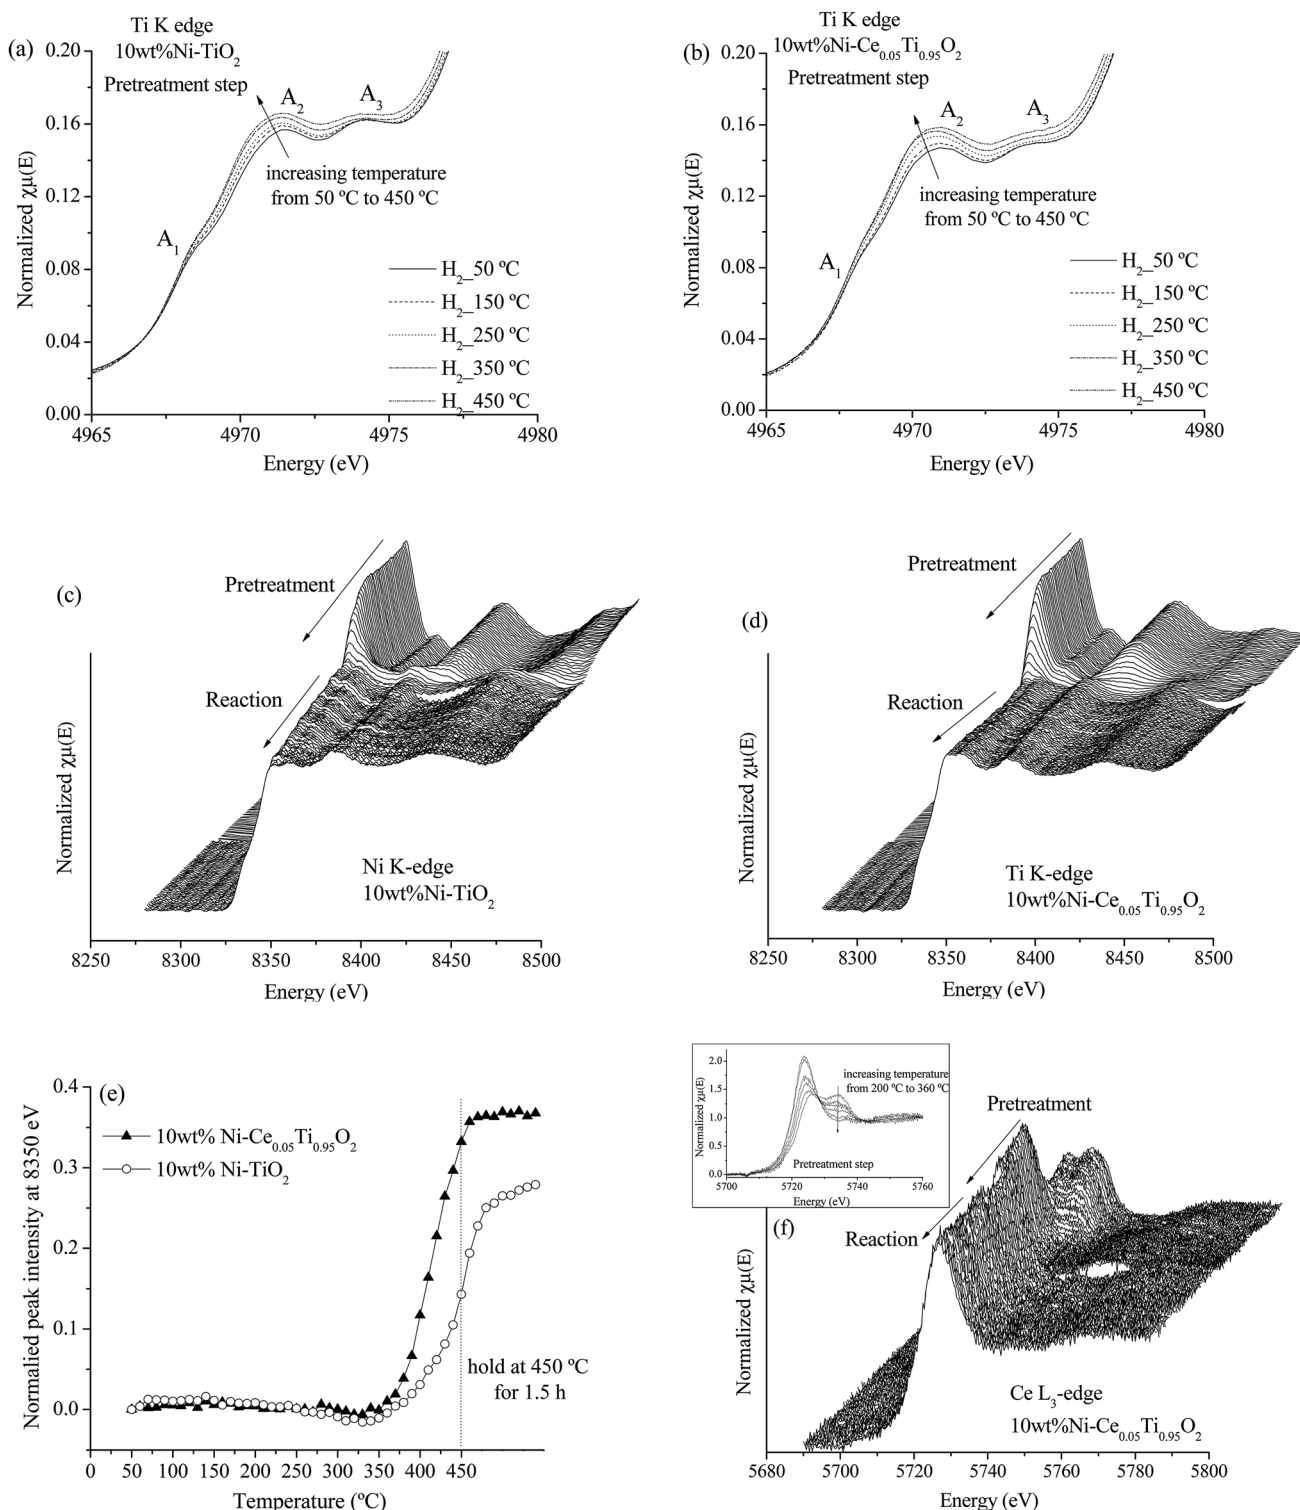 (a)
Ti K edge
10wt%Ni-TiO2
Pretreatment step
A1
A2
A3
increasing temperature
from 50 ºC to 450 ºC
H2_50 ºC
H2_150 ºC
H2_250 ºC
H2_350 ºC
H2_450 ºC
0.20
0.16
0.12
0.08
0.04
0.00
Normalized χμ(E)
4965 4970 4975 4980
Energy (eV)
(b)
Ti K edge
10wt%Ni-Ce0.05Ti0.95O2
Pretreatment step
A1
A2
A3
increasing temperature
from 50 ºC to 450 ºC
H2_50 ºC
H2_150 ºC
H2_250 ºC
H2_350 ºC
H2_450 ºC
0.20
0.16
0.12
0.08
0.04
0.00
Normalized χμ(E)
4965 4970 4975 4980
Energy (eV)
(c)
Pretreatment
Reaction
Ni K-edge
10wt%Ni-TiO2
Normalized χμ(E)
8250 8300 8350 8400 8450 8500
Energy (eV)
(d)
Pretreatment
Reaction
Ti K-edge
10wt%Ni-Ce0.05Ti0.95O2
Normalized χμ(E)
8250 8300 8350 8400 8450 8500
Energy (eV)
(e)
10wt% Ni-Ce0.05Ti0.95O2
10wt% Ni-TiO2
hold at 450 ºC
for 1.5 h
0.4
0.3
0.2
0.1
0.0
Normalied peak intensity at 8350 eV
0 50 100 150 200 250 300 350 400 450
Temperature (ºC)
2.0
1.5
1.0
0.5
0.0
Normalized χμ(E)
increasing temperature
from 200 ºC to 360 ºC
Pretreatment step
5700 5720 5740 5760
Energy (eV)
(f)
Pretreatment
Reaction
Ce L3-edge
10wt%Ni-Ce0.05Ti0.95O2
Normalized χμ(E)
5680 5700 5720 5740 5760 5780 5800
Energy (eV)